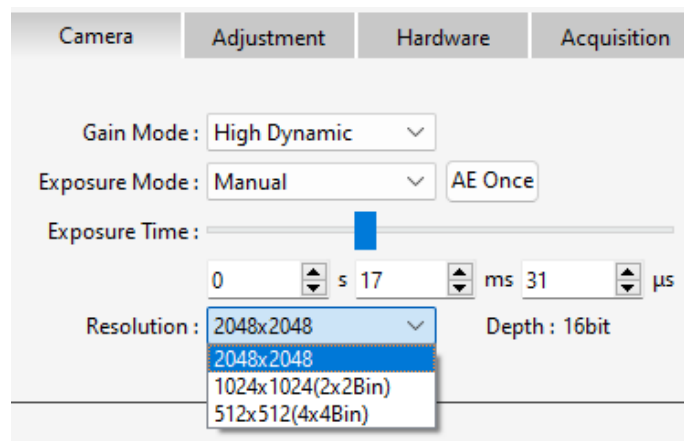 Camera Adjustment Hardware Acquisition
Gain Mode : High Dynamic
Exposure Mode : Manual AE Once
Exposure Time :
0 s 17 ms 31 µs
Resolution : 2048x2048 Depth : 16bit
2048x2048
1024x1024(2x2Bin)
512x512(4x4Bin)